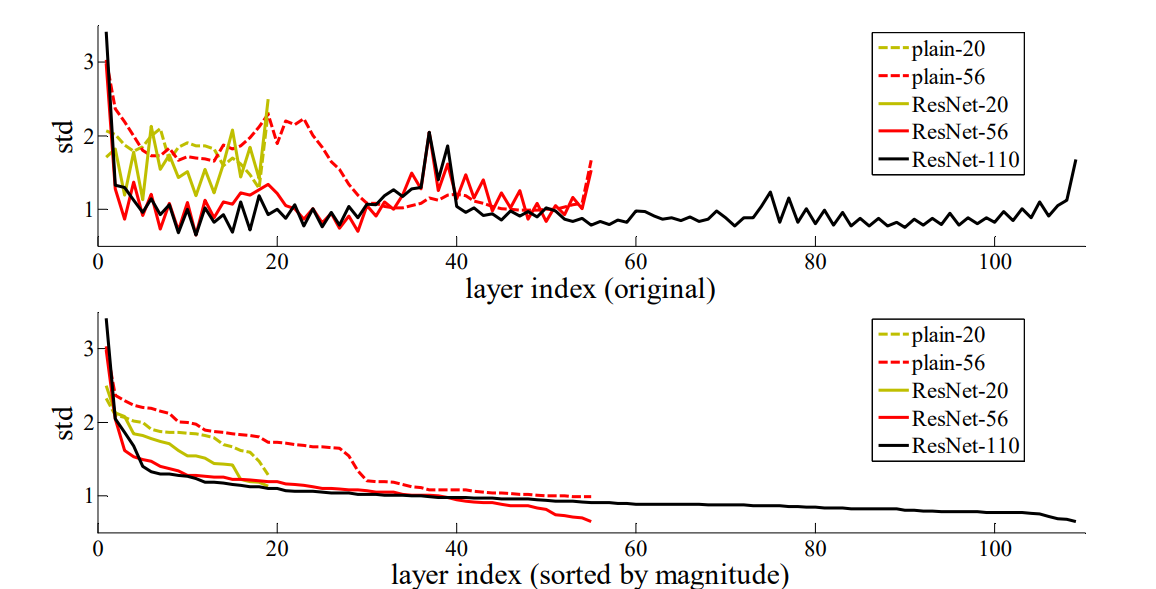 3
2
1
std
0
20
40
60
80
100
layer index (original)
plain-20
plain-56
ResNet-20
ResNet-56
ResNet-110
3
2
1
std
0
20
40
60
80
100
layer index (sorted by magnitude)
plain-20
plain-56
ResNet-20
ResNet-56
ResNet-110